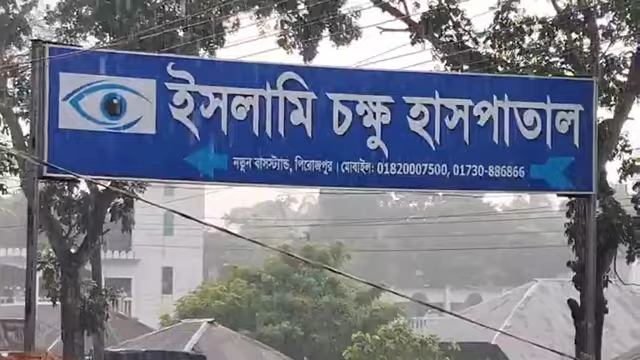 ইসলামি চক্ষু হাসপাতাল
নতুন বাসস্ট্যান্ড, পিরোজপুর। মোবাইল: 01820007500, 01730-886866